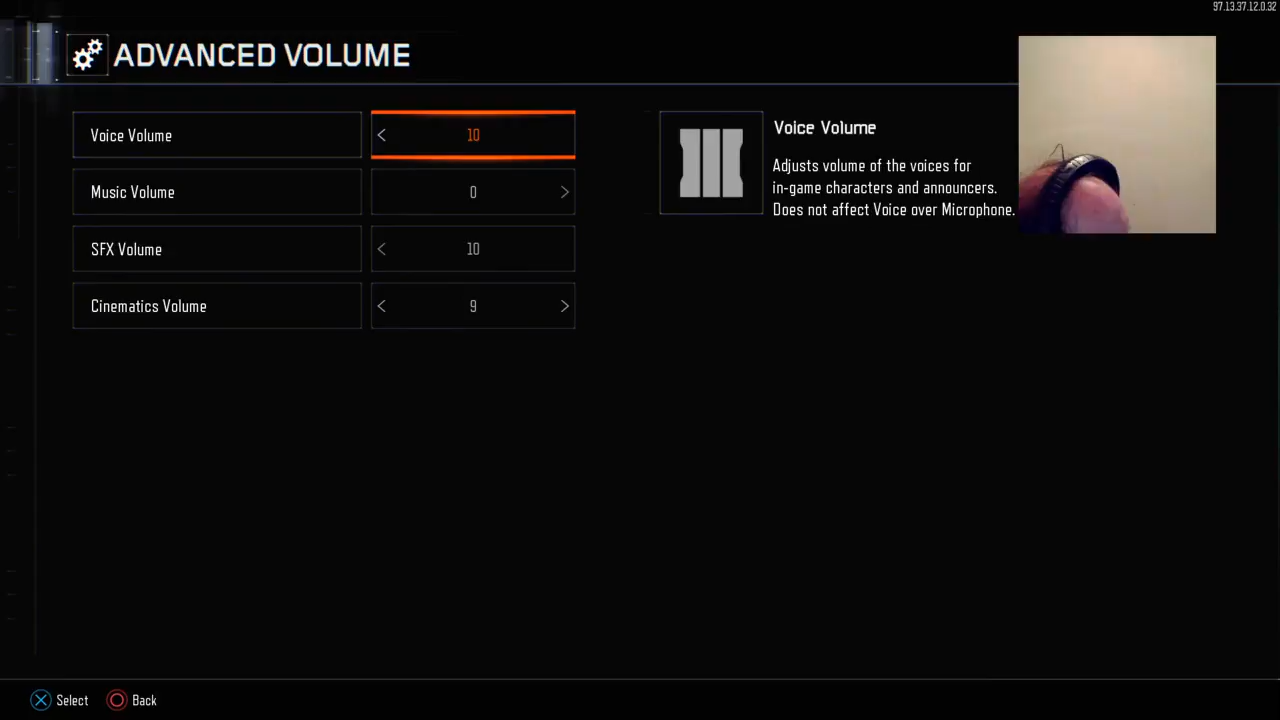 97.13.37.12.0.32
ADVANCED VOLUME
Voice Volume
10
Music Volume
0
SFX Volume
10
Cinematics Volume
9
Voice Volume
Adjusts volume of the voices for
in-game characters and announcers.
Does not affect Voice over Microphone.
Select
Back